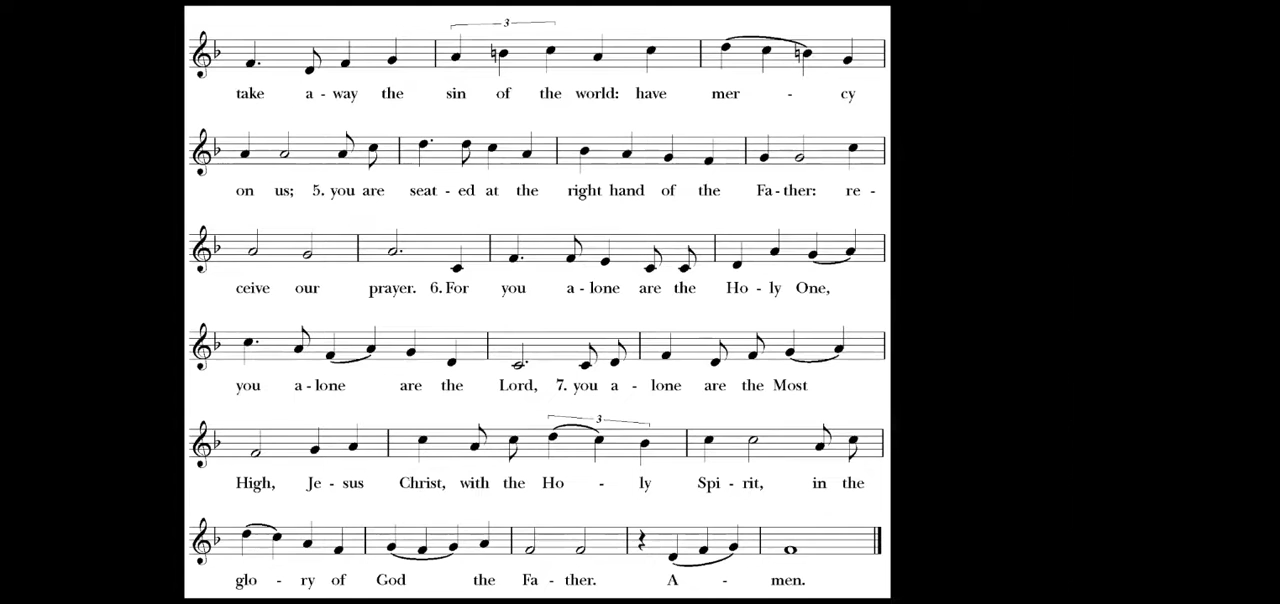 3
take a - way the sin of the world: have mer - cy
on us; 5. you are seat - ed at the right hand of the Fa - ther: re -
ceive our prayer. 6. For you a - lone are the Ho - ly One,
you a - lone are the Lord, 7. you a - lone are the Most
3
High, Je - sus Christ, with the Ho - ly Spi - rit, in the
glo - ry of God the Fa - ther. A - men.